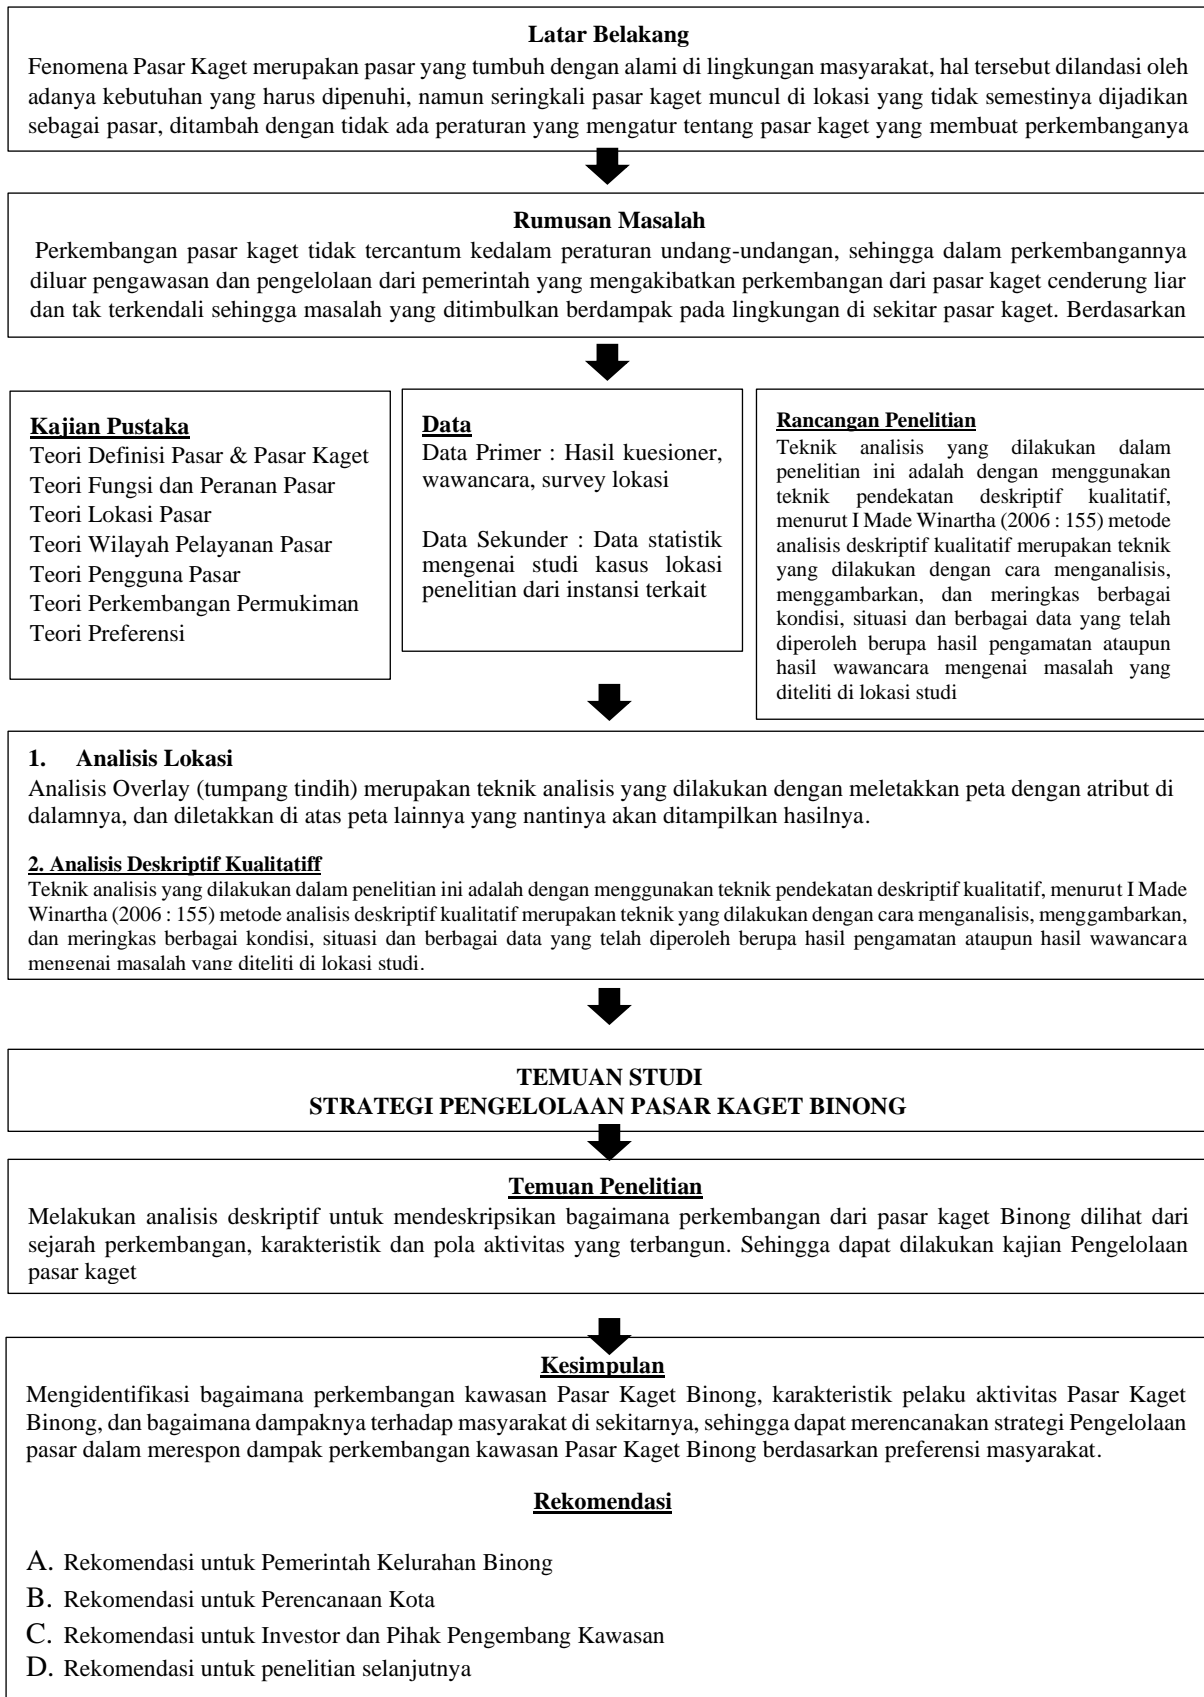 Latar Belakang
Fenomena Pasar Kaget merupakan pasar yang tumbuh dengan alami di lingkungan masyarakat, hal tersebut dilandasi oleh
adanya kebutuhan yang harus dipenuhi, namun seringkali pasar kaget muncul di lokasi yang tidak semestinya dijadikan
sebagai pasar, ditambah dengan tidak ada peraturan yang mengatur tentang pasar kaget yang membuat perkembanganya
Rumusan Masalah
Perkembangan pasar kaget tidak tercantum kedalam peraturan undang-undangan, sehingga dalam perkembangannya
diluar pengawasan dan pengelolaan dari pemerintah yang mengakibatkan perkembangan dari pasar kaget cenderung liar
dan tak terkendali sehingga masalah yang ditimbulkan berdampak pada lingkungan di sekitar pasar kaget. Berdasarkan
Kajian Pustaka
Teori Definisi Pasar & Pasar Kaget
Teori Fungsi dan Peranan Pasar
Teori Lokasi Pasar
Teori Wilayah Pelayanan Pasar
Teori Pengguna Pasar
Teori Perkembangan Permukiman
Teori Preferensi
Data
Data Primer : Hasil kuesioner,
wawancara, survey lokasi
Data Sekunder : Data statistik
mengenai studi kasus lokasi
penelitian dari instansi terkait
Rancangan Penelitian
Teknik analisis yang dilakukan dalam
penelitian ini adalah dengan menggunakan
teknik pendekatan deskriptif kualitatif,
menurut I Made Winartha (2006 : 155) metode
analisis deskriptif kualitatif merupakan teknik
yang dilakukan dengan cara menganalisis,
menggambarkan, dan meringkas berbagai
kondisi, situasi dan berbagai data yang telah
diperoleh berupa hasil pengamatan ataupun
hasil wawancara mengenai masalah yang
diteliti di lokasi studi
1. Analisis Lokasi
Analisis Overlay (tumpang tindih) merupakan teknik analisis yang dilakukan dengan meletakkan peta dengan atribut di
dalamnya, dan diletakkan di atas peta lainnya yang nantinya akan ditampilkan hasilnya.
2. Analisis Deskriptif Kualitatiff
Teknik analisis yang dilakukan dalam penelitian ini adalah dengan menggunakan teknik pendekatan deskriptif kualitatif, menurut I Made
Winartha (2006 : 155) metode analisis deskriptif kualitatif merupakan teknik yang dilakukan dengan cara menganalisis, menggambarkan,
dan meringkas berbagai kondisi, situasi dan berbagai data yang telah diperoleh berupa hasil pengamatan ataupun hasil wawancara
mengenai masalah yang diteliti di lokasi studi.
TEMUAN STUDI
STRATEGI PENGELOLAAN PASAR KAGET BINONG
Temuan Penelitian
Melakukan analisis deskriptif untuk mendeskripsikan bagaimana perkembangan dari pasar kaget Binong dilihat dari
sejarah perkembangan, karakteristik dan pola aktivitas yang terbangun. Sehingga dapat dilakukan kajian Pengelolaan
pasar kaget
Kesimpulan
Mengidentifikasi bagaimana perkembangan kawasan Pasar Kaget Binong, karakteristik pelaku aktivitas Pasar Kaget
Binong, dan bagaimana dampaknya terhadap masyarakat di sekitarnya, sehingga dapat merencanakan strategi Pengelolaan
pasar dalam merespon dampak perkembangan kawasan Pasar Kaget Binong berdasarkan preferensi masyarakat.
Rekomendasi
A. Rekomendasi untuk Pemerintah Kelurahan Binong
B. Rekomendasi untuk Perencanaan Kota
C. Rekomendasi untuk Investor dan Pihak Pengembang Kawasan
D. Rekomendasi untuk penelitian selanjutnya